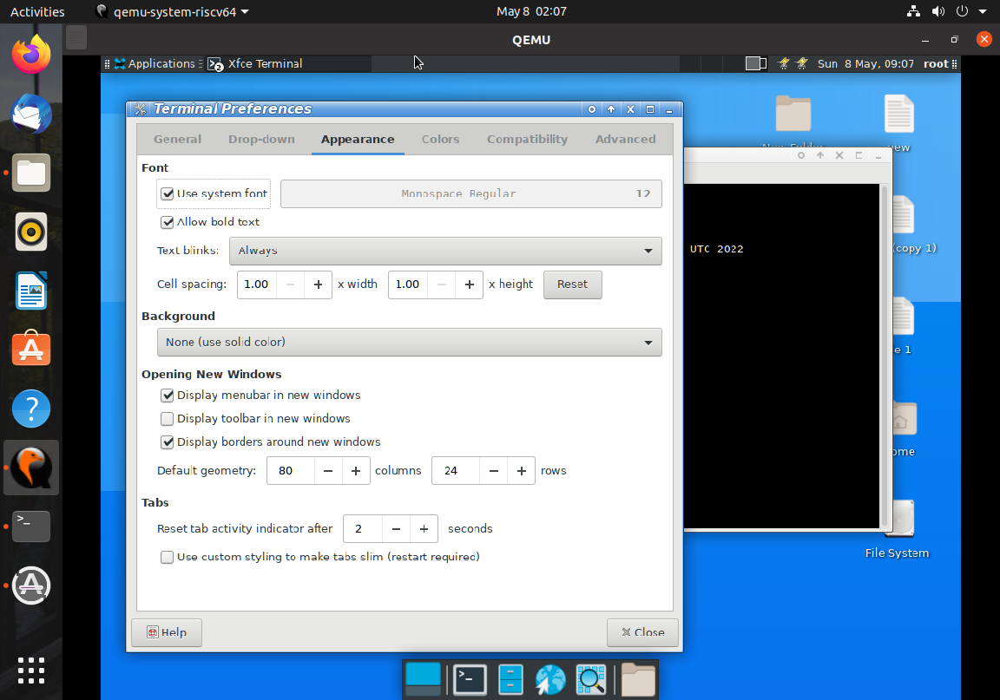 Activities qemu-system-riscv64 May 8 02:07
QEMU
Applications Xfce Terminal Sun 8 May, 09:07 root
Terminal Preferences
General Drop-down Appearance Colors Compatibility Advanced
Font
Use system font Monospace Regular 12
Allow bold text
Text blinks: Always
Cell spacing: 1.00 − + x width 1.00 − + x height Reset
Background
None (use solid color)
Opening New Windows
Display menubar in new windows
Display toolbar in new windows
Display borders around new windows
Default geometry: 80 − + columns 24 − + rows
Tabs
Reset tab activity indicator after 2 − + seconds
Use custom styling to make tabs slim (restart required)
Help Close
UTC 2022
copy 1)
e 1
ome
File System